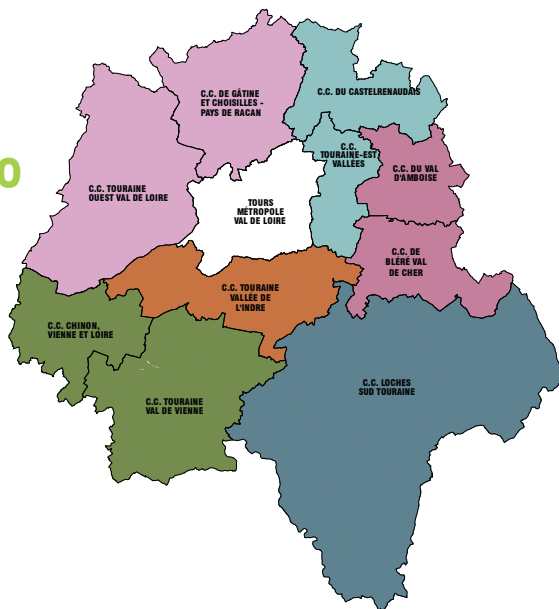 C.C. DE GÂTINE
ET CHOISILLES -
PAYS DE RACAN
C.C. DU CASTELRENAUDAIS
C.C.
TOURAINE-EST
VALLÉES
C.C. DU VAL
D'AMBOISE
O
C.C. TOURAINE
OUEST VAL DE LOIRE
TOURS
MÉTROPOLE
VAL DE LOIRE
C.C. DE
BLÉRÉ VAL
DE CHER
C.C. TOURAINE
VALLÉE DE
L'INDRE
C.C. CHINON,
VIENNE ET LOIRE
C.C. LOCHES
SUD TOURAINE
C.C. TOURAINE
VAL DE VIENNE